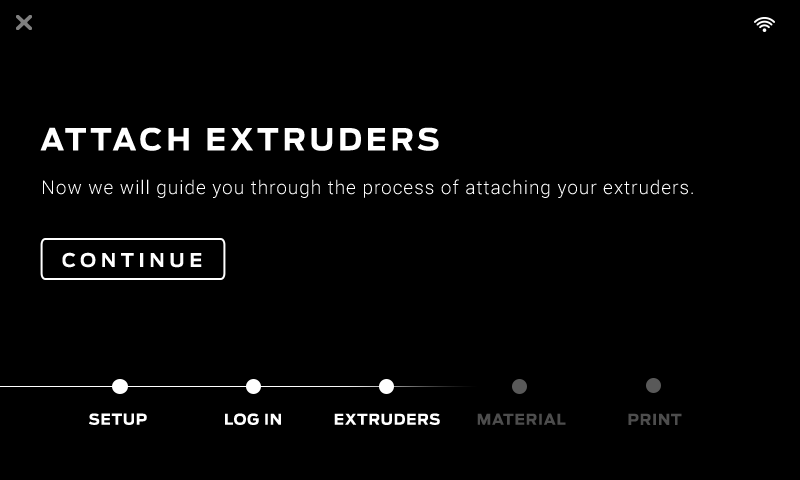 ATTACH EXTRUDERS
Now we will guide you through the process of attaching your extruders.
CONTINUE
SETUP LOG IN EXTRUDERS MATERIAL PRINT